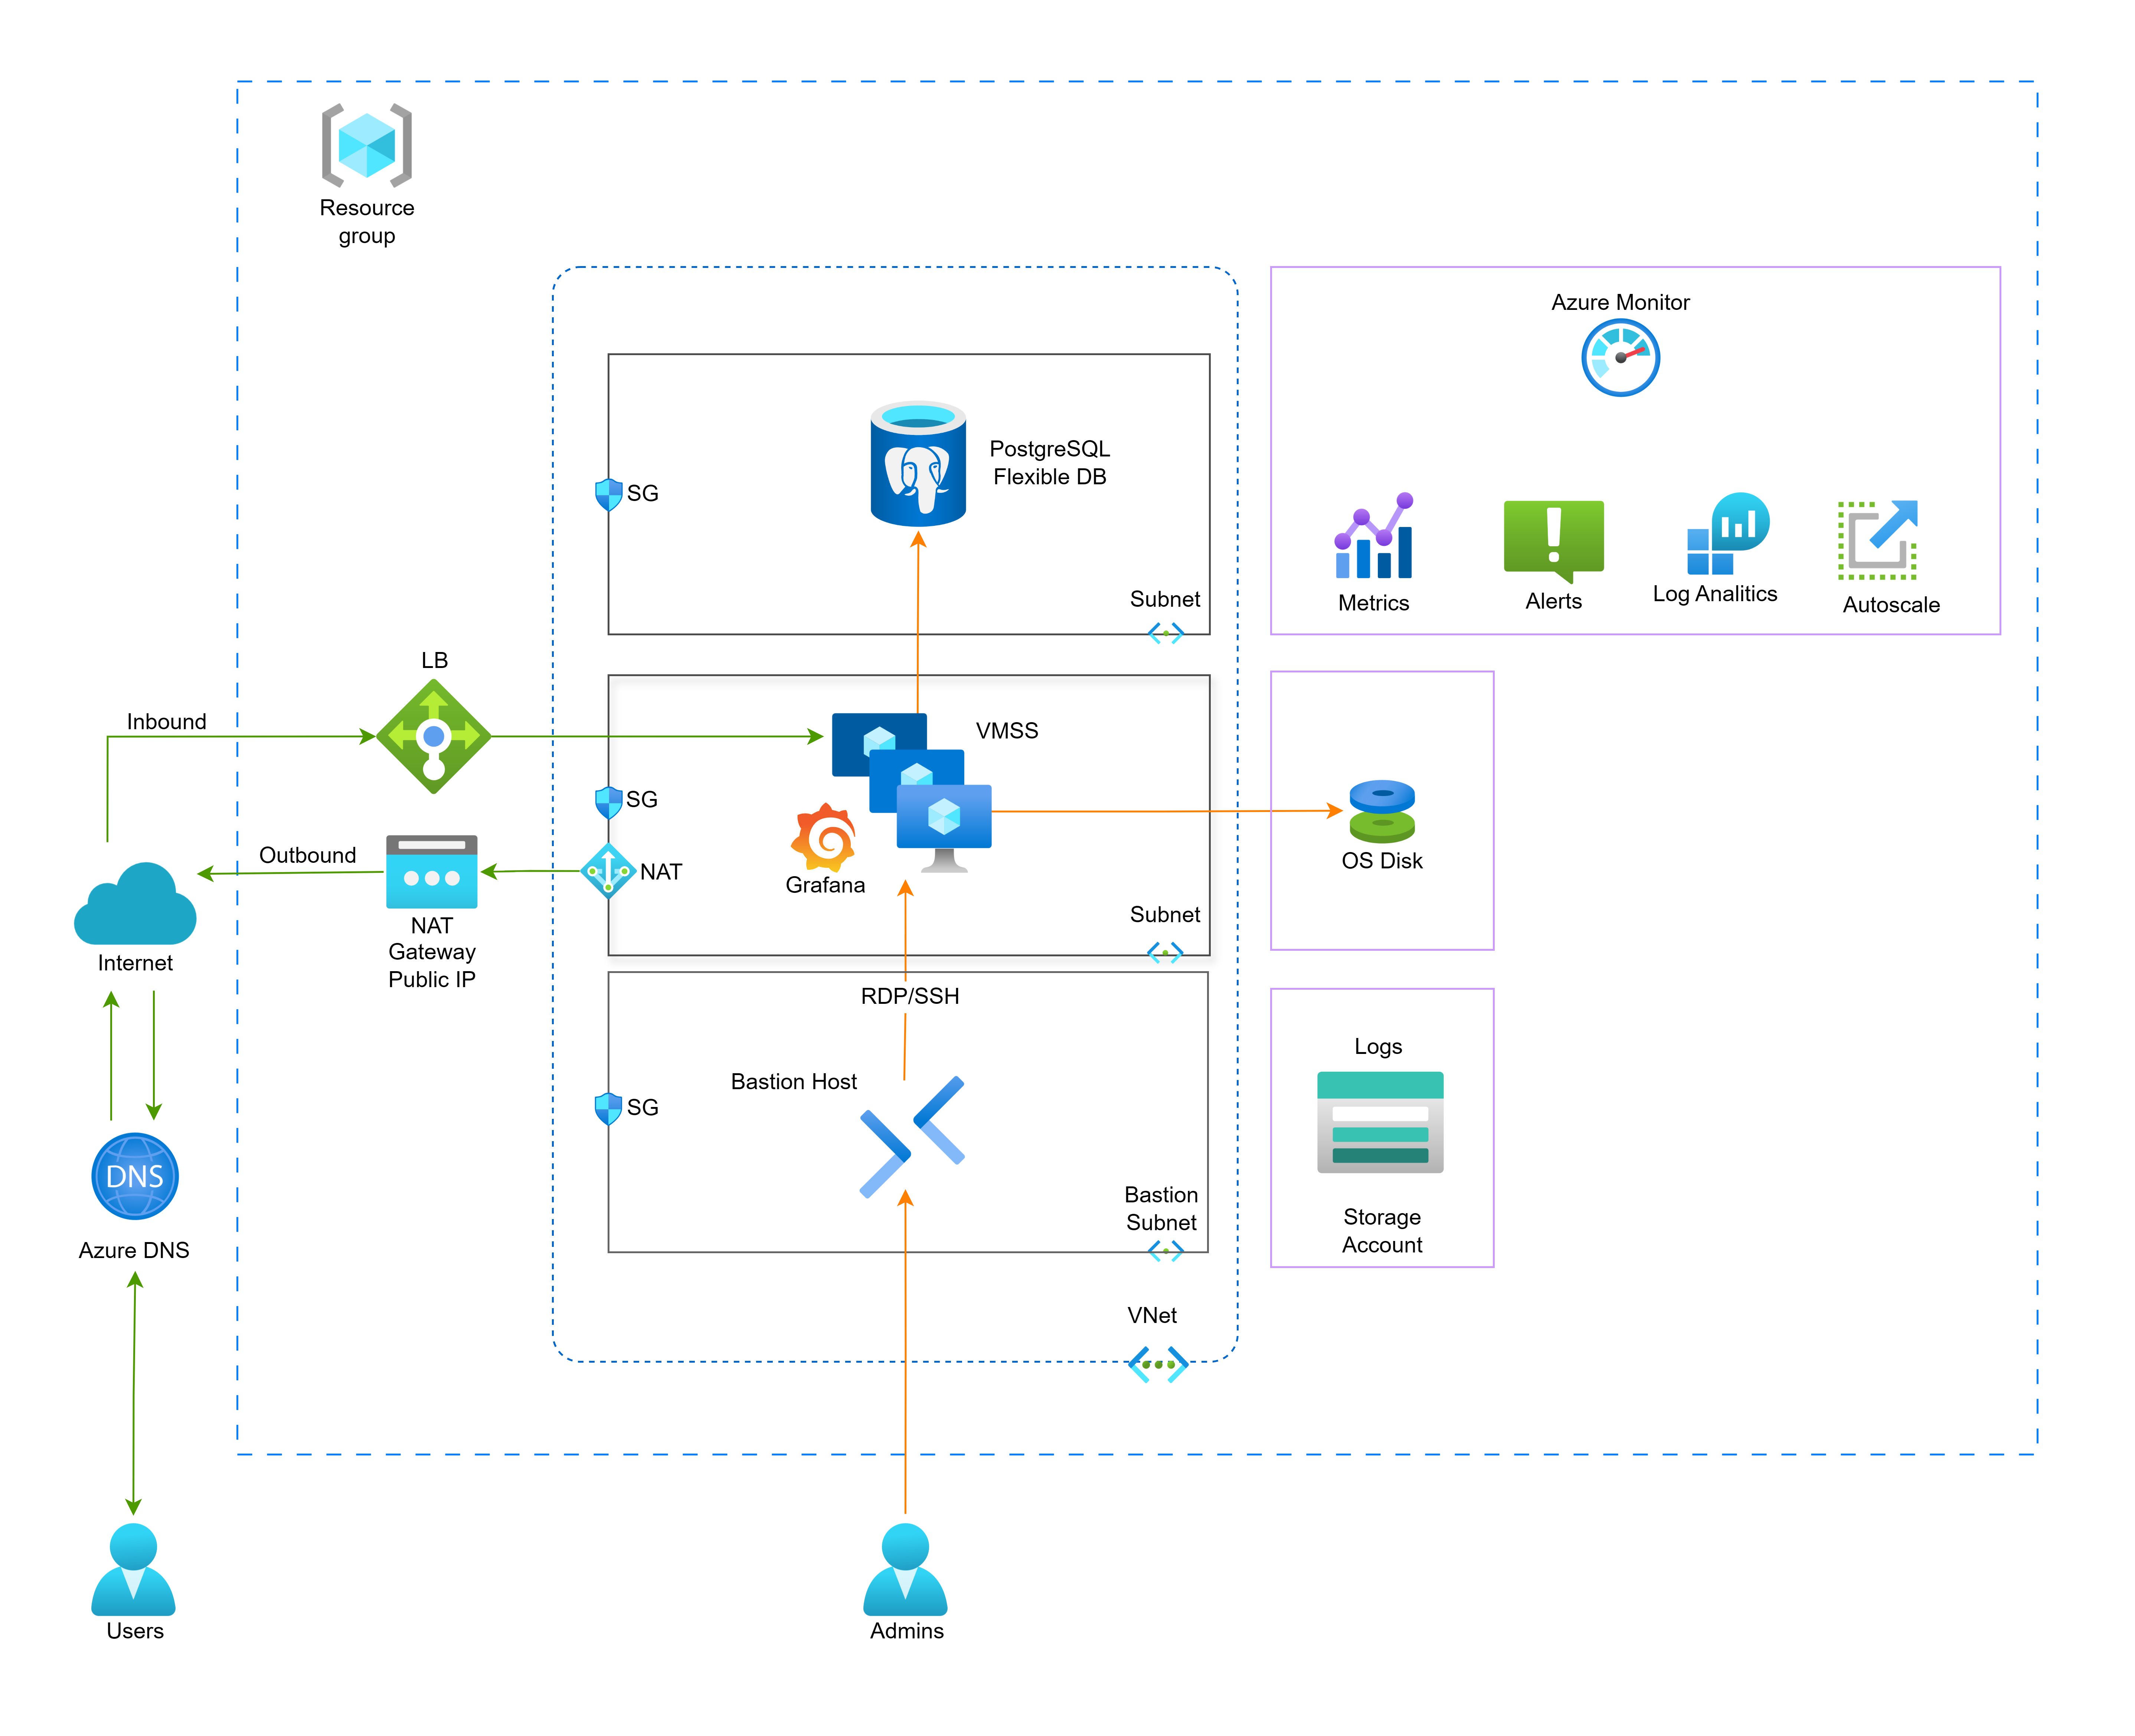 Resource
group
Azure Monitor
PostgreSQL
Flexible DB
SG
Metrics
Alerts
Log Analitics
Autoscale
Subnet
LB
Inbound
VMSS
SG
Outbound
NAT
Grafana
OS Disk
NAT
Gateway
Public IP
Subnet
Internet
RDP/SSH
Logs
Bastion Host
SG
DNS
Azure DNS
Bastion
Subnet
Storage
Account
VNet
Users
Admins